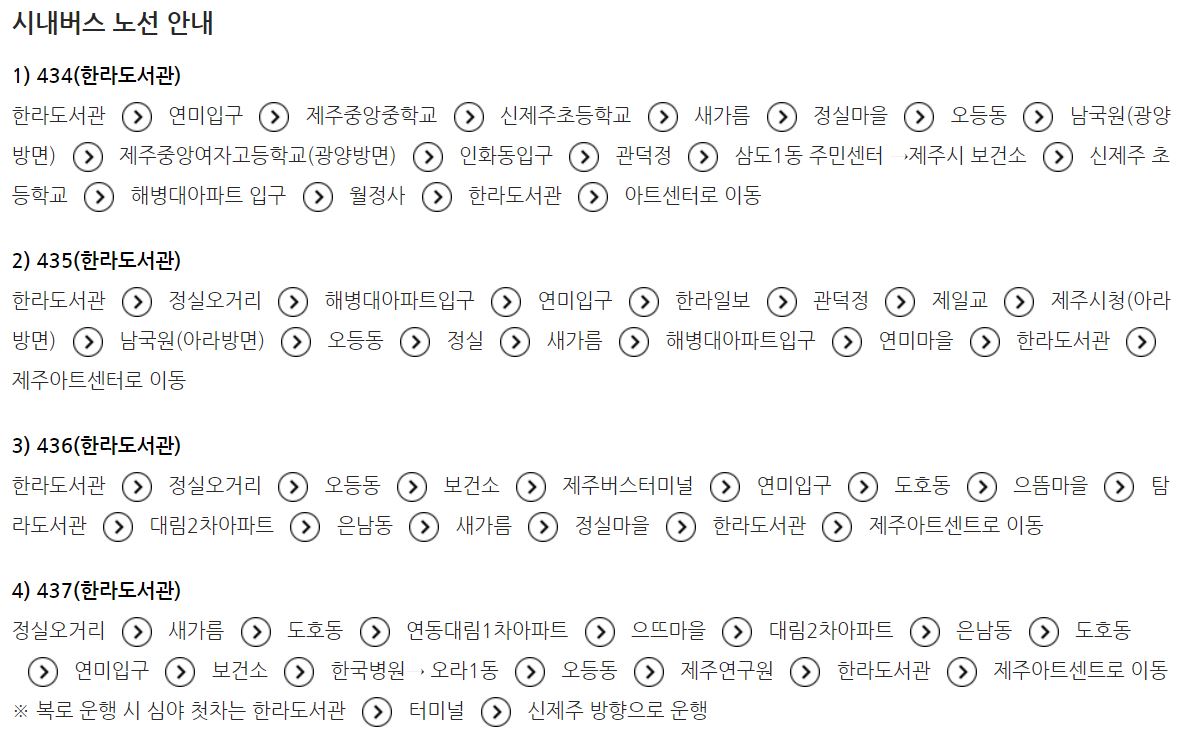 시내버스 노선 안내
1) 434(한라도서관)
한라도서관 > 연미입구 > 제주중앙중학교 > 신제주초등학교 > 새가름 > 정실마을 > 오등동 > 남국원(광양
방면) > 제주중앙여자고등학교(광양방면) > 인화동입구 > 관덕정 > 삼도1동 주민센터 →제주시 보건소 > 신제주 초
등학교 > 해병대아파트 입구 > 월정사 > 한라도서관 > 아트센터로 이동
2) 435(한라도서관)
한라도서관 > 정실오거리 > 해병대아파트입구 > 연미입구 > 한라일보 > 관덕정 > 제일교 > 제주시청(아라
방면) > 남국원(아라방면) > 오등동 > 정실 > 새가름 > 해병대아파트입구 > 연미마을 > 한라도서관 >
제주아트센터로 이동
3) 436(한라도서관)
한라도서관 > 정실오거리 > 오등동 > 보건소 > 제주버스터미널 > 연미입구 > 도호동 > 으뜸마을 > 탐
라도서관 > 대림2차아파트 > 은남동 > 새가름 > 정실마을 > 한라도서관 > 제주아트센트로 이동
4) 437(한라도서관)
정실오거리 > 새가름 > 도호동 > 연동대림1차아파트 > 으뜨마을 > 대림2차아파트 > 은남동 > 도호동
> 연미입구 > 보건소 > 한국병원→ 오라1동 > 오등동 > 제주연구원 > 한라도서관 > 제주아트센트로 이동
※ 복로 운행 시 심야 첫차는 한라도서관 > 터미널 > 신제주 방향으로 운행